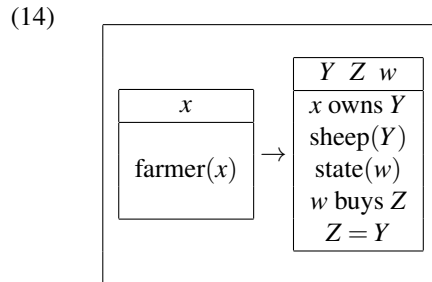 (14)
x
farmer(x)
→
Y Z w
x owns Y
sheep(Y)
state(w)
w buys Z
Z = Y